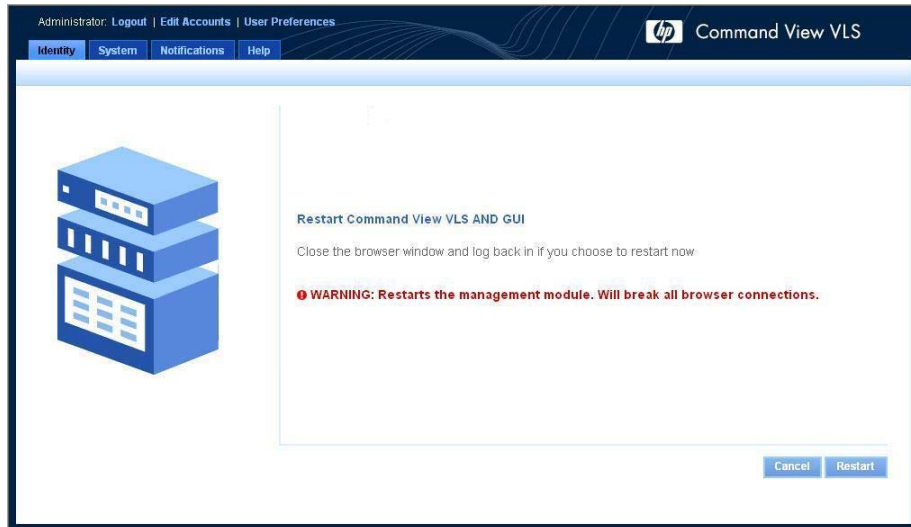 Administrator: Logout | Edit Accounts | User Preferences
hp Command View VLS
Identity System Notifications Help
Restart Command View VLS AND GUI
Close the browser window and log back in if you choose to restart now
WARNING: Restarts the management module. Will break all browser connections.
Cancel Restart